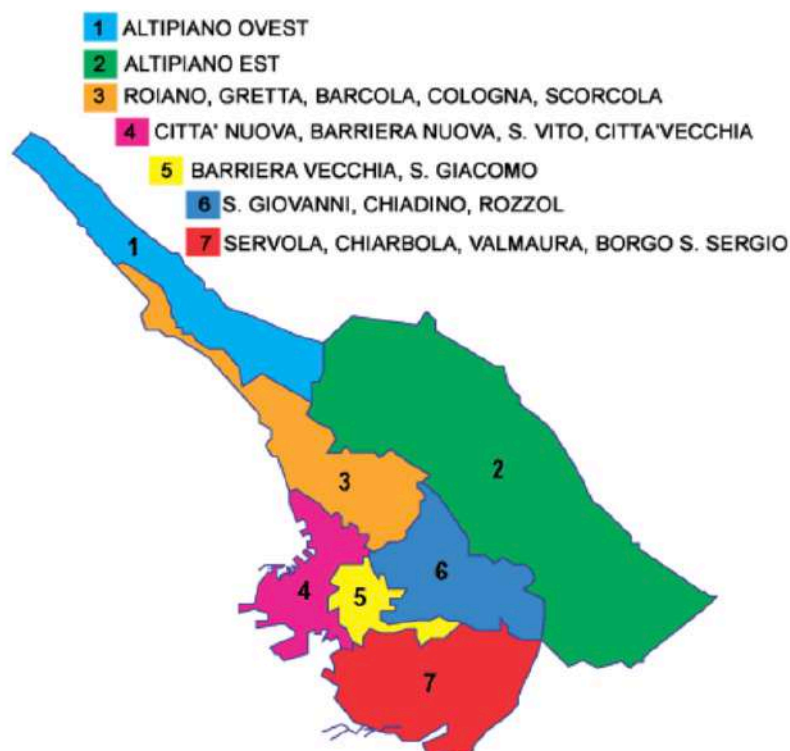 1 ALTIPIANO OVEST
2 ALTIPIANO EST
3 ROIANO, GRETTA, BARCOLA, COLOGNA, SCORCOLA
4 CITTA' NUOVA, BARRIERA NUOVA, S. VITO, CITTA'VECCHIA
5 BARRIERA VECCHIA, S. GIACOMO
6 S. GIOVANNI, CHIADINO, ROZZOL
7 SERVOLA, CHIARBOLA, VALMAURA, BORGO S. SERGIO
1
2
3
6
4
5
7